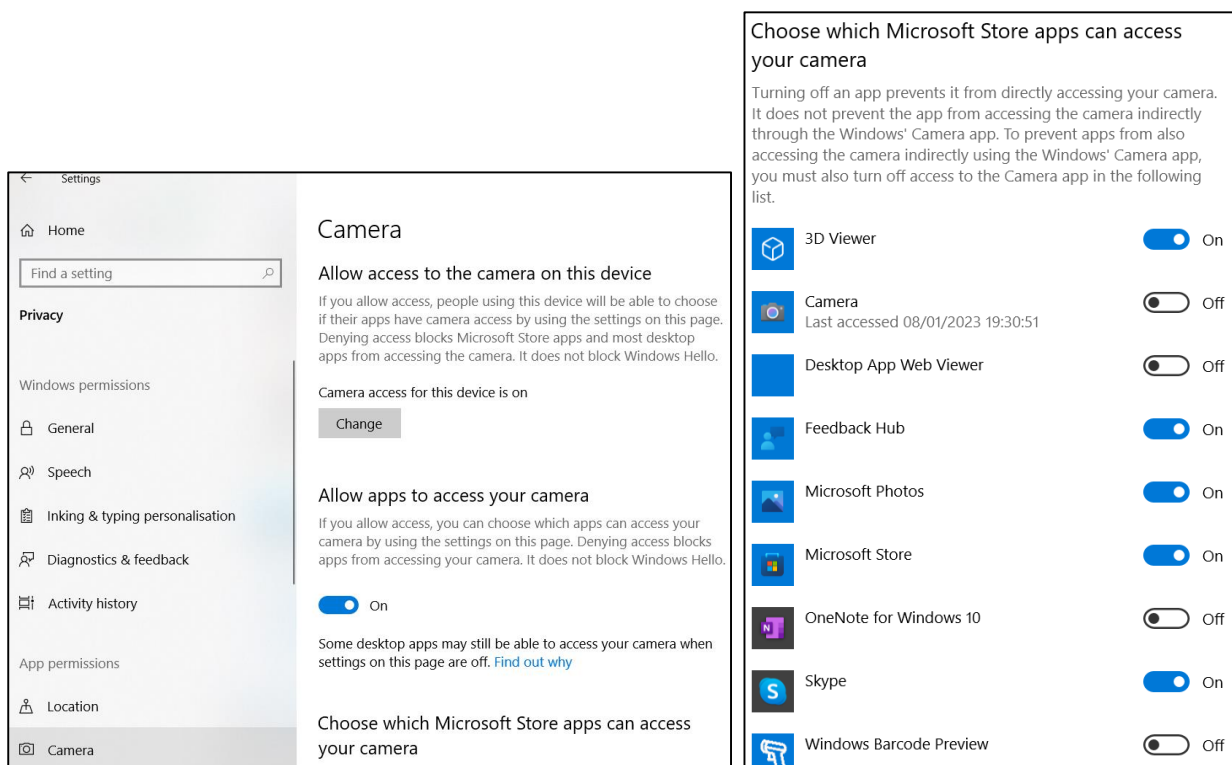 Settings
Home
Find a setting
Privacy
Windows permissions
General
Speech
Inking & typing personalisation
Diagnostics & feedback
Activity history
App permissions
Location
Camera
Camera
Allow access to the camera on this device
If you allow access, people using this device will be able to choose
if their apps have camera access by using the settings on this page.
Denying access blocks Microsoft Store apps and most desktop
apps from accessing the camera. It does not block Windows Hello.
Camera access for this device is on
Change
Allow apps to access your camera
If you allow access, you can choose which apps can access your
camera by using the settings on this page. Denying access blocks
apps from accessing your camera. It does not block Windows Hello.
On
Some desktop apps may still be able to access your camera when
settings on this page are off. Find out why
Choose which Microsoft Store apps can access
your camera
Choose which Microsoft Store apps can access
your camera
Turning off an app prevents it from directly accessing your camera.
It does not prevent the app from accessing the camera indirectly
through the Windows' Camera app. To prevent apps from also
accessing the camera indirectly using the Windows' Camera app,
you must also turn off access to the Camera app in the following
list.
3D Viewer On
Camera Off
Last accessed 08/01/2023 19:30:51
Desktop App Web Viewer Off
Feedback Hub On
Microsoft Photos On
Microsoft Store On
OneNote for Windows 10 Off
Skype On
Windows Barcode Preview Off